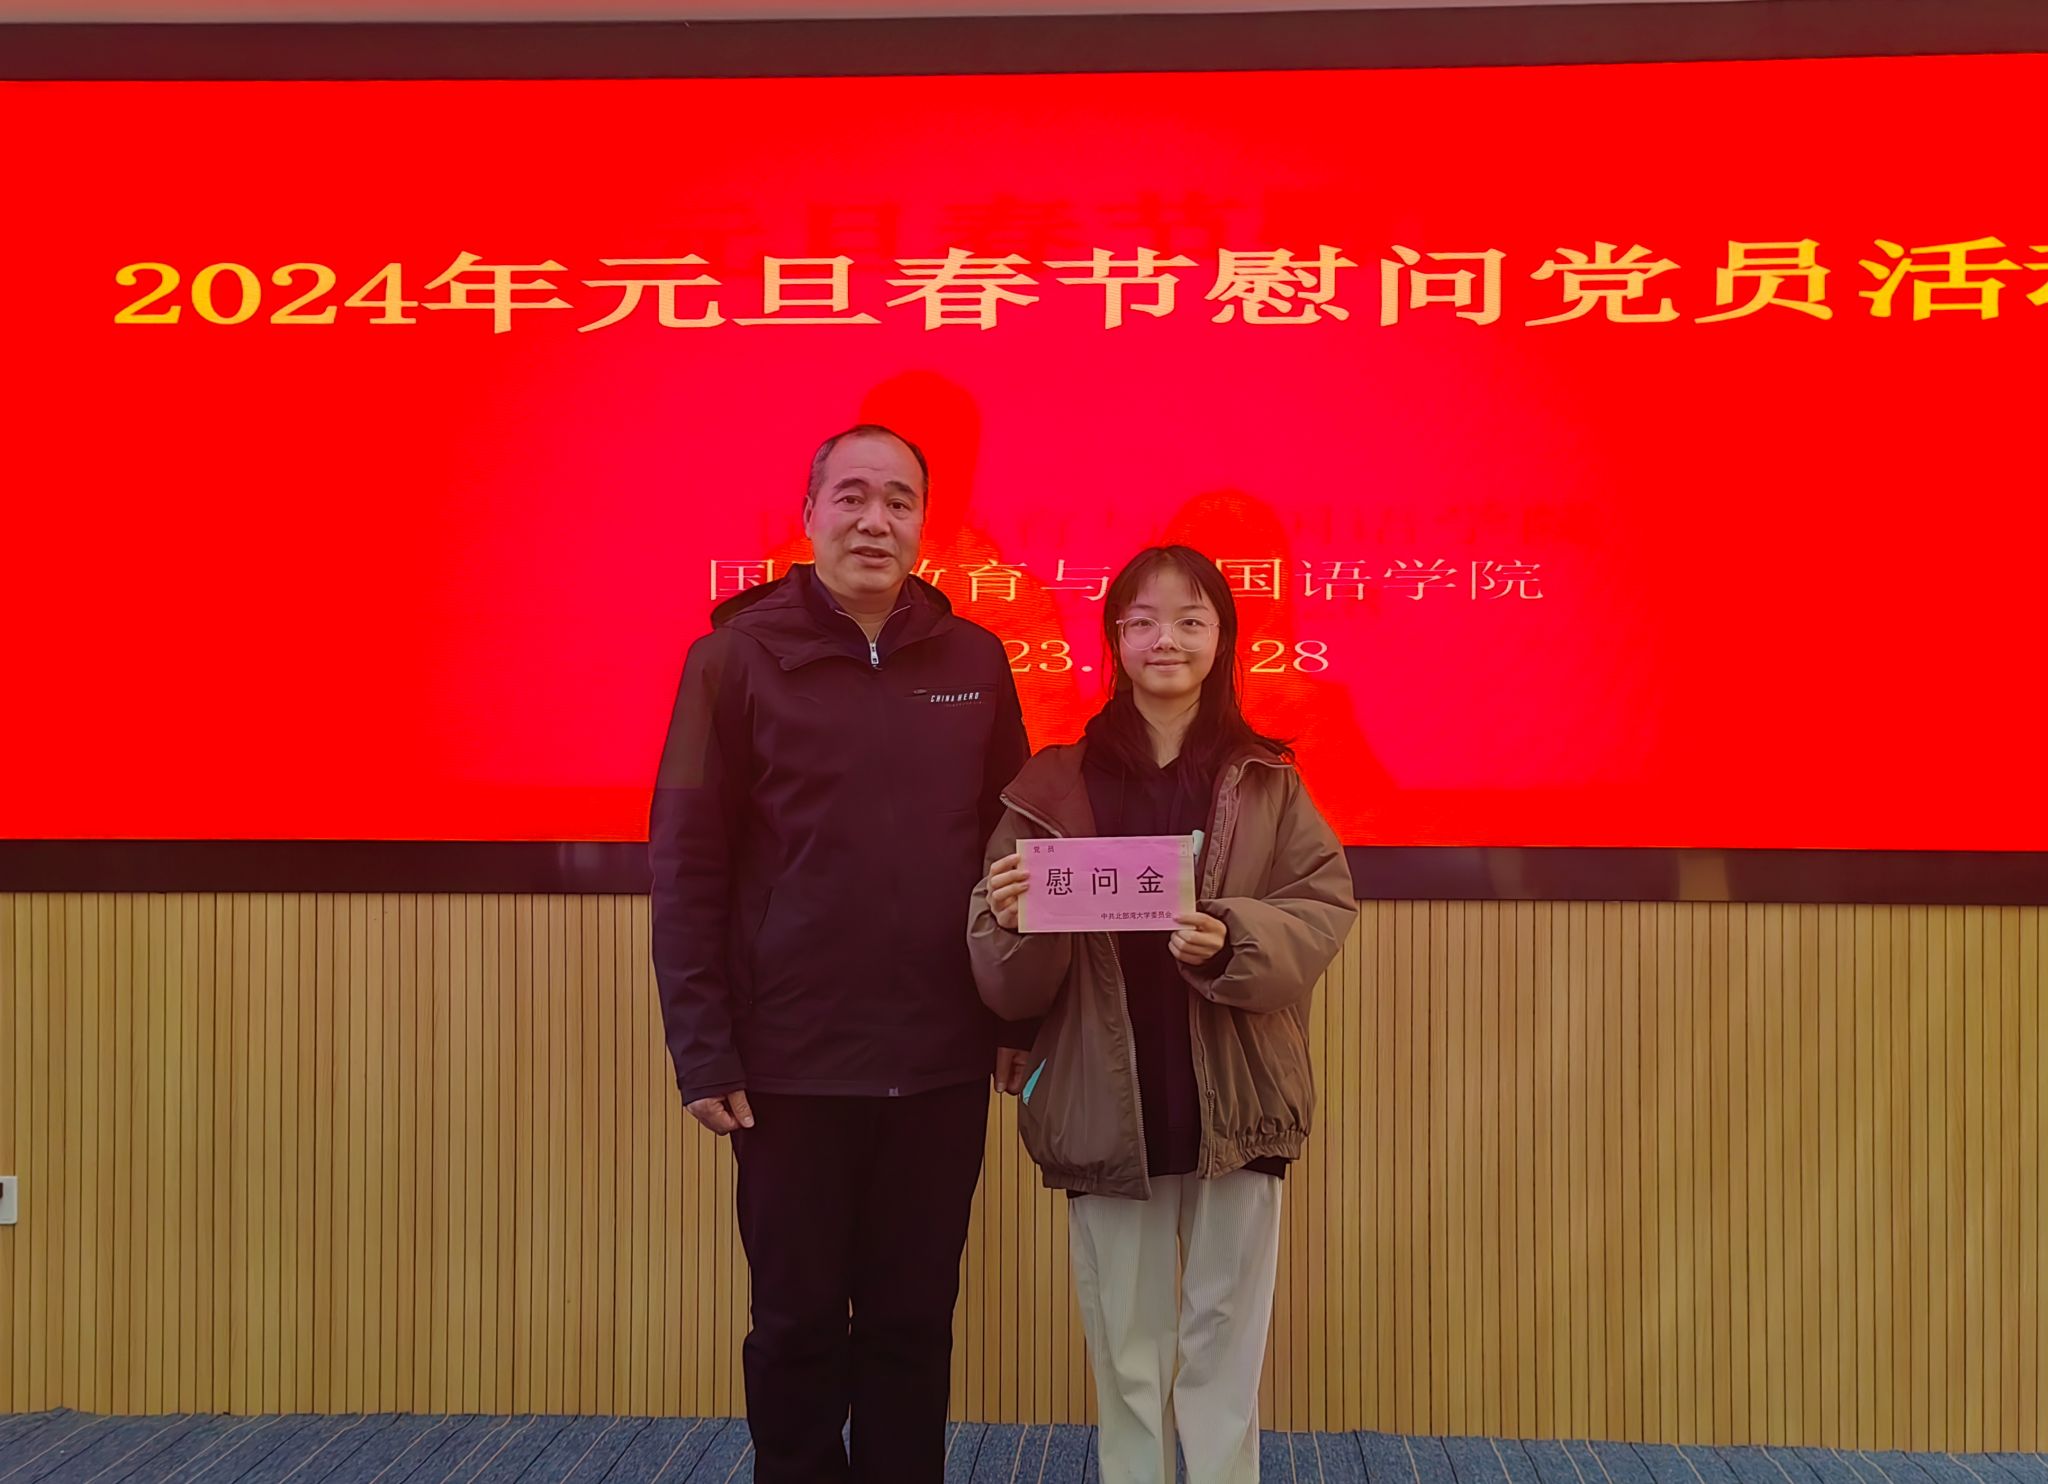 2024年元旦春节慰问党员活
国 教育与 国语学院
23. 28
CHINA HERO
党 员
慰 问 金
中共北部湾大学委员会